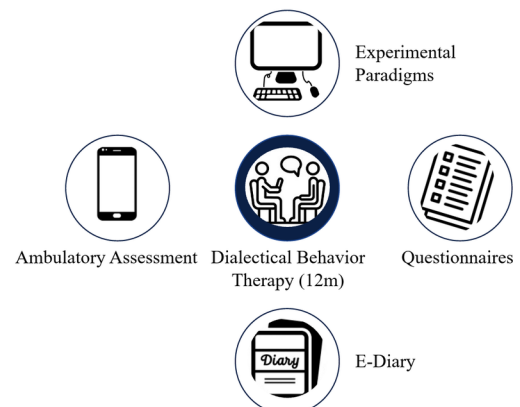 Experimental
Paradigms
Ambulatory Assessment
Dialectical Behavior
Therapy (12m)
Questionnaires
Diary
E-Diary